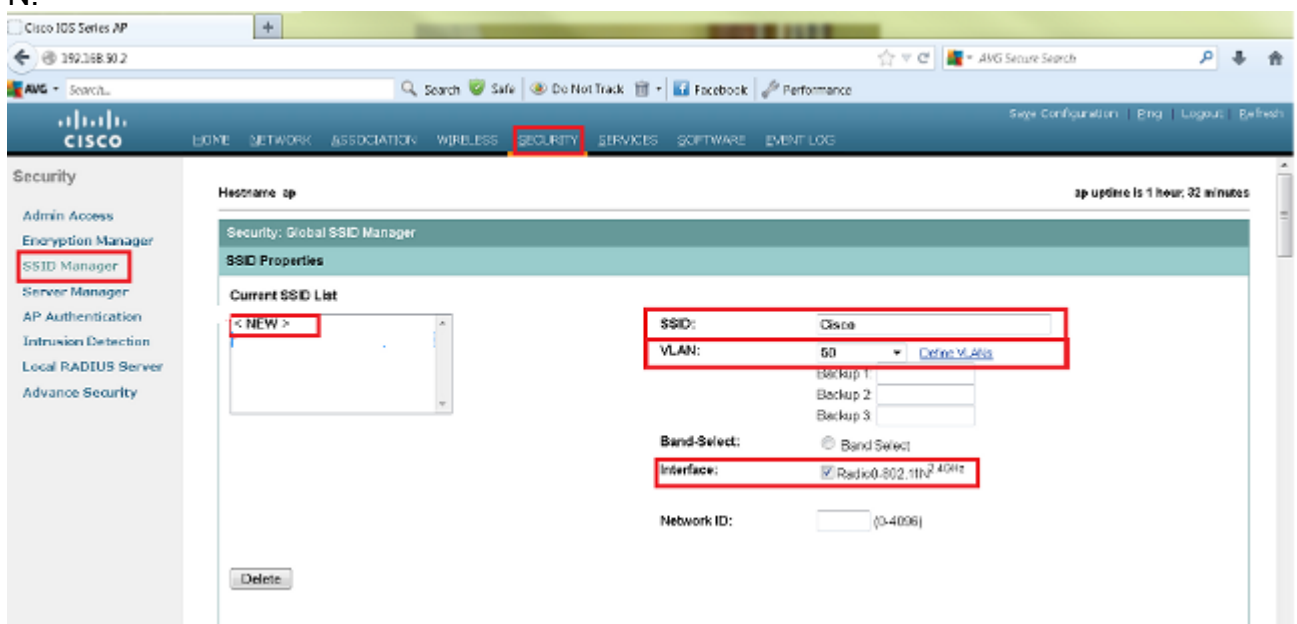 N.
Cisco IOS Series AP +
192.168.50.2 AVG Secure Search
AVG Search... Search Safe Do Not Track Facebook Performance
Save Configuration | Ping | Logout | Refresh
CISCO HOME NETWORK ASSOCIATION WIRELESS SECURITY SERVICES SOFTWARE EVENT LOG
Security
Hostname ap ap uptime is 1 hour, 32 minutes
Admin Access
Encryption Manager
Security: Global SSID Manager
SSID Manager
SSID Properties
Server Manager
Current SSID List
AP Authentication
< NEW > SSID: Cisco
Intrusion Detection
VLAN: 50 Define VLANs
Local RADIUS Server
Backup 1:
Advance Security
Backup 2:
Backup 3:
Band-Select: Band Select
Interface: Radio0-802.11N2.4GHz
Network ID: (0-4096)
Delete